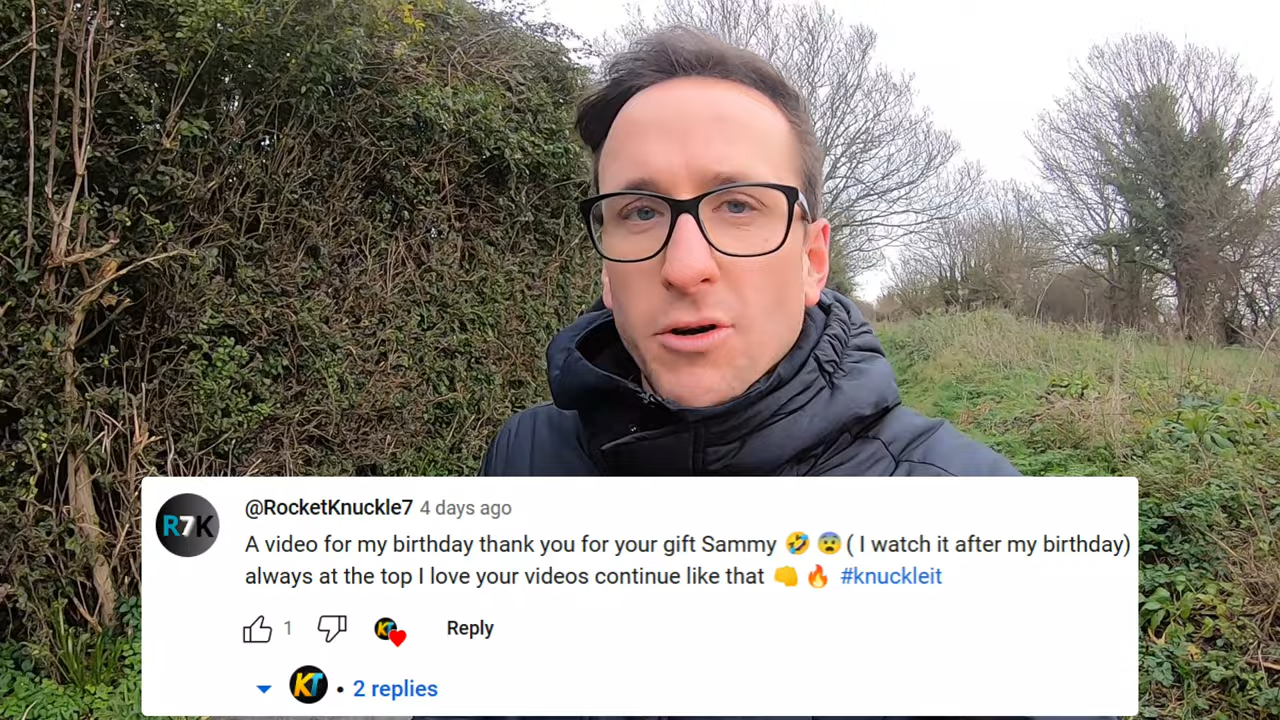 R7K
@RocketKnuckle7 4 days ago
A video for my birthday thank you for your gift Sammy 🤣 😨 ( I watch it after my birthday)
always at the top I love your videos continue like that 👊 🔥 #knuckleit
1
KT
Reply
KT
• 2 replies